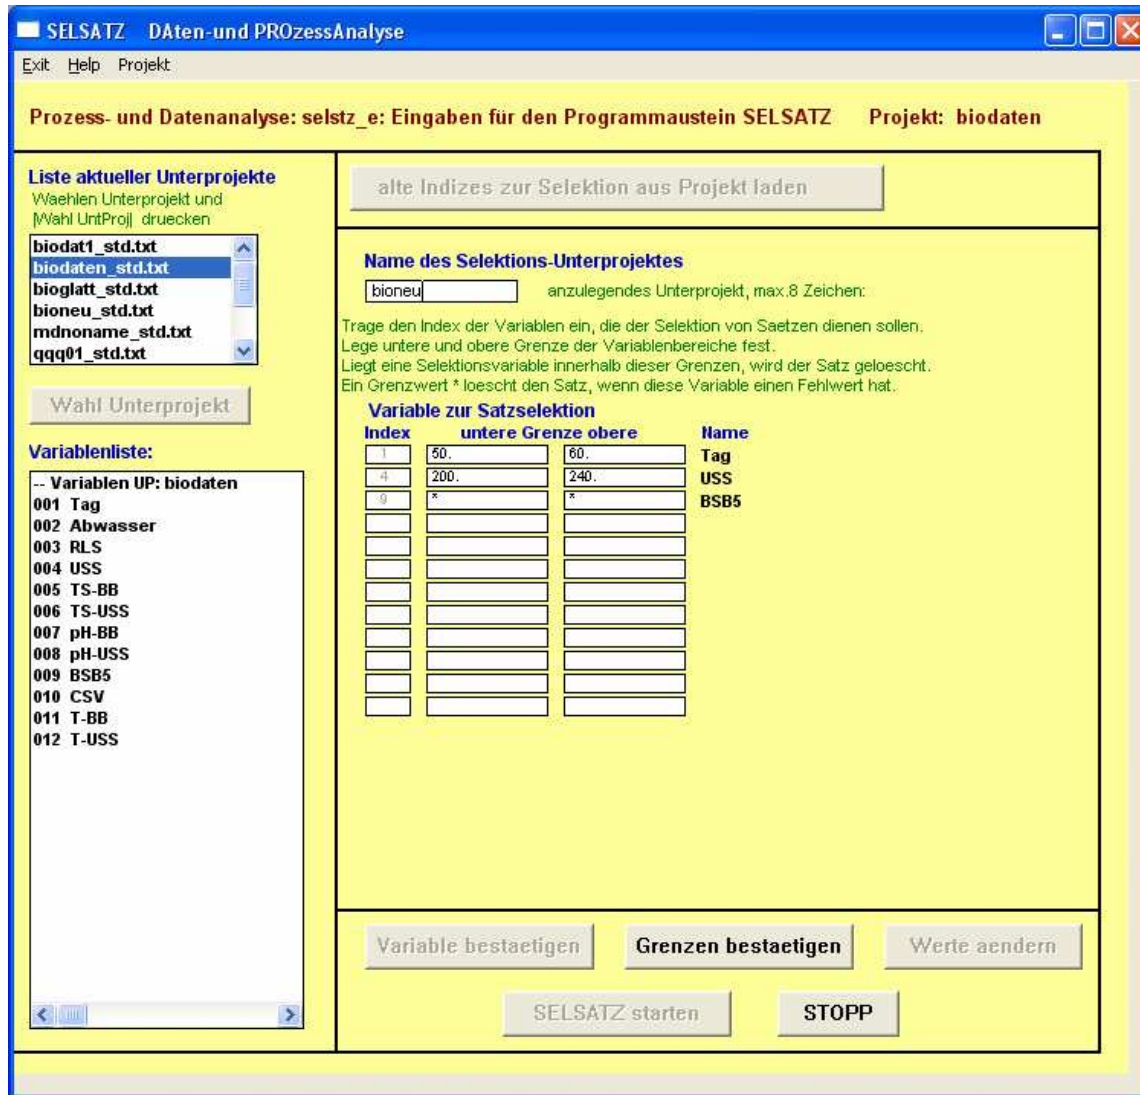 SELSATZ DAten-und PROzessAnalyse
Exit Help Projekt
Prozess- und Datenanalyse: selstz_e: Eingaben für den Programmaustein SELSATZ Projekt: biodaten
Liste aktueller Unterprojekte
Waehlen Unterprojekt und
|Wahl UntProj| druecken
biodat1_std.txt
biodaten_std.txt
bioglatt_std.txt
bioneu_std.txt
mdnoname_std.txt
qqq01_std.txt
Wahl Unterprojekt
Variablenliste:
-- Variablen UP: biodaten
001 Tag
002 Abwasser
003 RLS
004 USS
005 TS-BB
006 TS-USS
007 pH-BB
008 pH-USS
009 BSB5
010 CSV
011 T-BB
012 T-USS
alte Indizes zur Selektion aus Projekt laden
Name des Selektions-Unterprojektes
bioneu anzulegendes Unterprojekt, max.8 Zeichen:
Trage den Index der Variablen ein, die der Selektion von Saetzen dienen sollen.
Lege untere und obere Grenze der Variablenbereiche fest.
Liegt eine Selektionsvariable innerhalb dieser Grenzen, wird der Satz geloescht.
Ein Grenzwert * loescht den Satz, wenn diese Variable einen Fehlwert hat.
Variable zur Satzselektion
Index untere Grenze obere Name
1 50. 60. Tag
4 200. 240. USS
9 * * BSB5
Variable bestaetigen Grenzen bestaetigen Werte aendern
SELSATZ starten STOPP